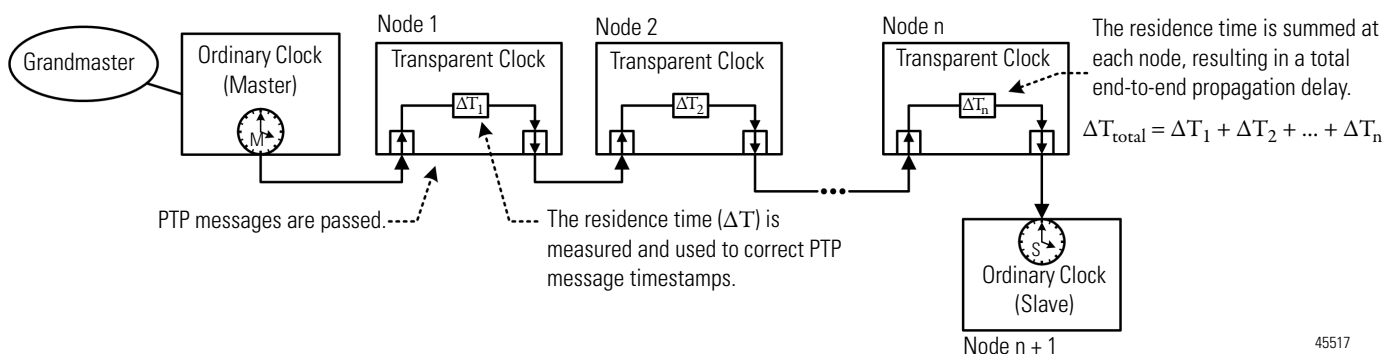 Grandmaster
Ordinary Clock
(Master)
M
Node 1
Transparent Clock
ΔT1
Node 2
Transparent Clock
ΔT2
Node n
Transparent Clock
ΔTn
The residence time is summed at
each node, resulting in a total
end-to-end propagation delay.
ΔTtotal = ΔT1 + ΔT2 + ... + ΔTn
PTP messages are passed.
The residence time (ΔT) is
measured and used to correct PTP
message timestamps.
S
Ordinary Clock
(Slave)
Node n + 1
45517